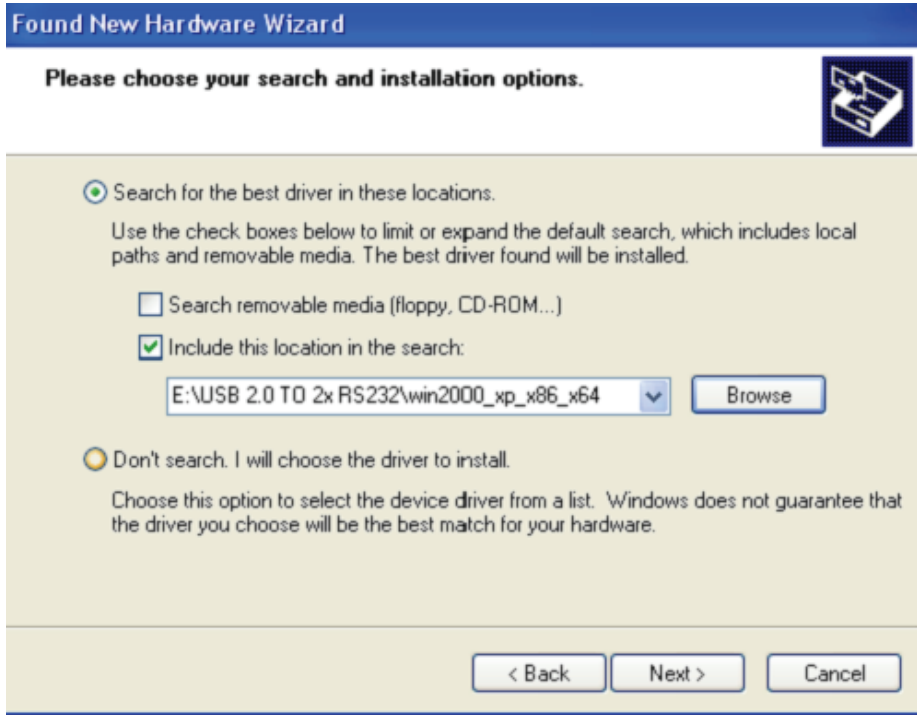 Found New Hardware Wizard
Please choose your search and installation options.
Search for the best driver in these locations.
Use the check boxes below to limit or expand the default search, which includes local
paths and removable media. The best driver found will be installed.
Search removable media (floppy, CD-ROM...)
Include this location in the search:
E:\USB 2.0 TO 2x RS232\win2000_xp_x86_x64
Browse
Don't search. I will choose the driver to install.
Choose this option to select the device driver from a list. Windows does not guarantee that
the driver you choose will be the best match for your hardware.
< Back Next > Cancel